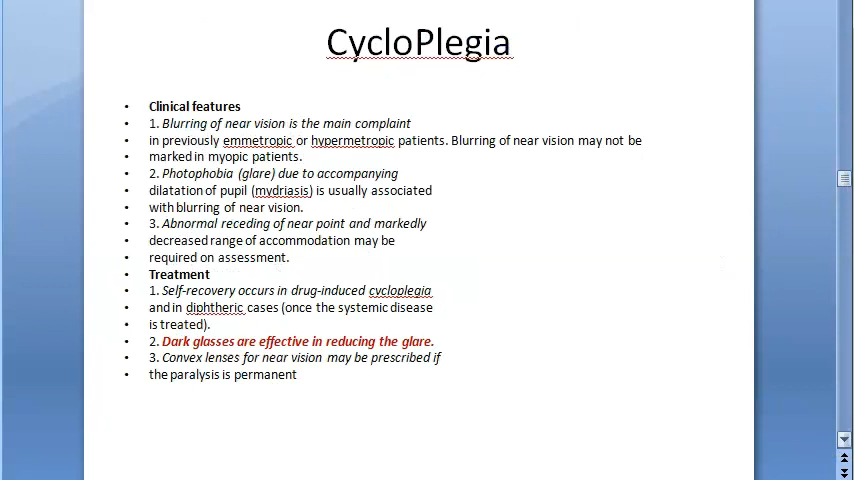 CycloPlegia
• Clinical features
• 1. Blurring of near vision is the main complaint
• in previously emmetropic or hypermetropic patients. Blurring of near vision may not be
• marked in myopic patients.
• 2. Photophobia (glare) due to accompanying
• dilatation of pupil (mydriasis) is usually associated
• with blurring of near vision.
• 3. Abnormal receding of near point and markedly
• decreased range of accommodation may be
• required on assessment.
• Treatment
• 1. Self-recovery occurs in drug-induced cycloplegia
• and in diphtheric cases (once the systemic disease
• is treated).
• 2. Dark glasses are effective in reducing the glare.
• 3. Convex lenses for near vision may be prescribed if
• the paralysis is permanent